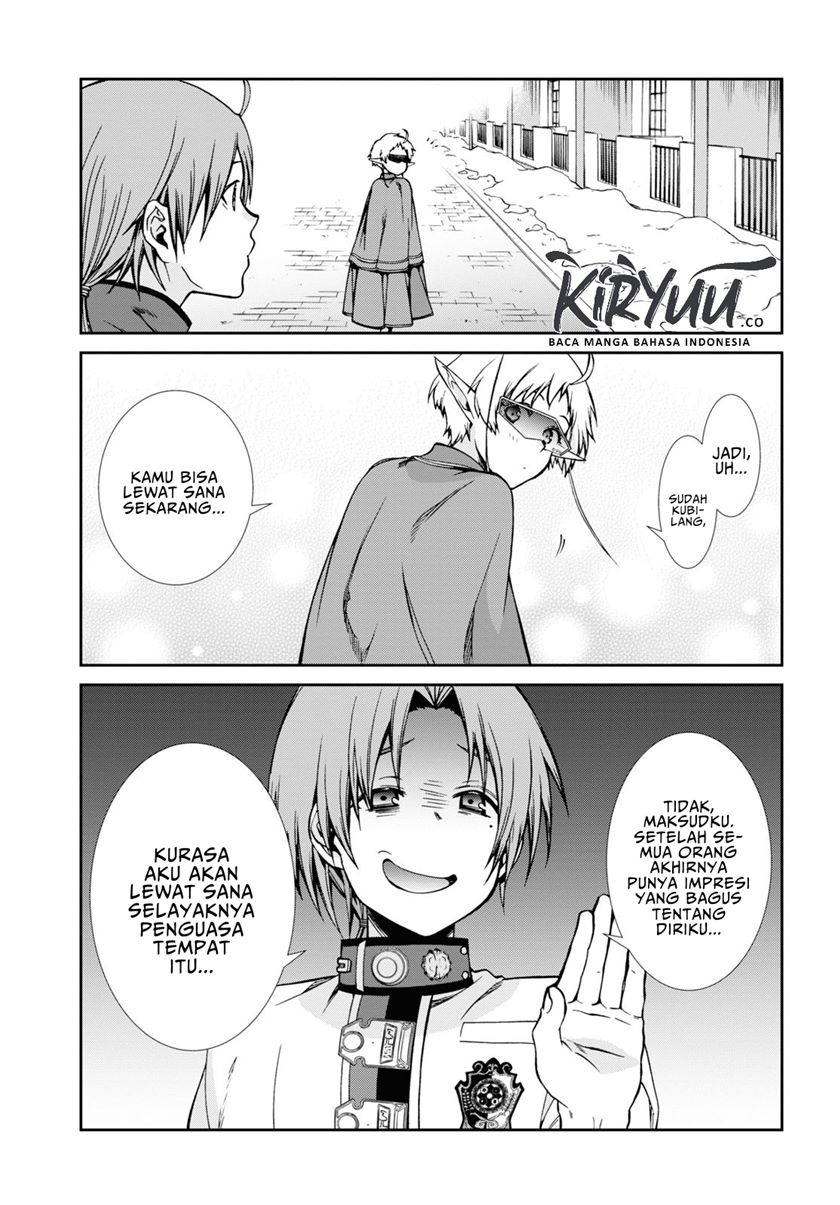 KIRYUU.CO
BACA MANGA BAHASA INDONESIA
JADI,
UH...
SUDAH
KUBI-
LANG,
KAMU BISA
LEWAT SANA
SEKARANG...
TIDAK,
MAKSUDKU.
SETELAH SE-
MUA ORANG
AKHIRNYA
PUNYA IMPRESI
YANG BAGUS
TENTANG
DIRIKU...
KURASA
AKU AKAN
LEWAT SANA
SELAYAKNYA
PENGUASA
TEMPAT
ITU...